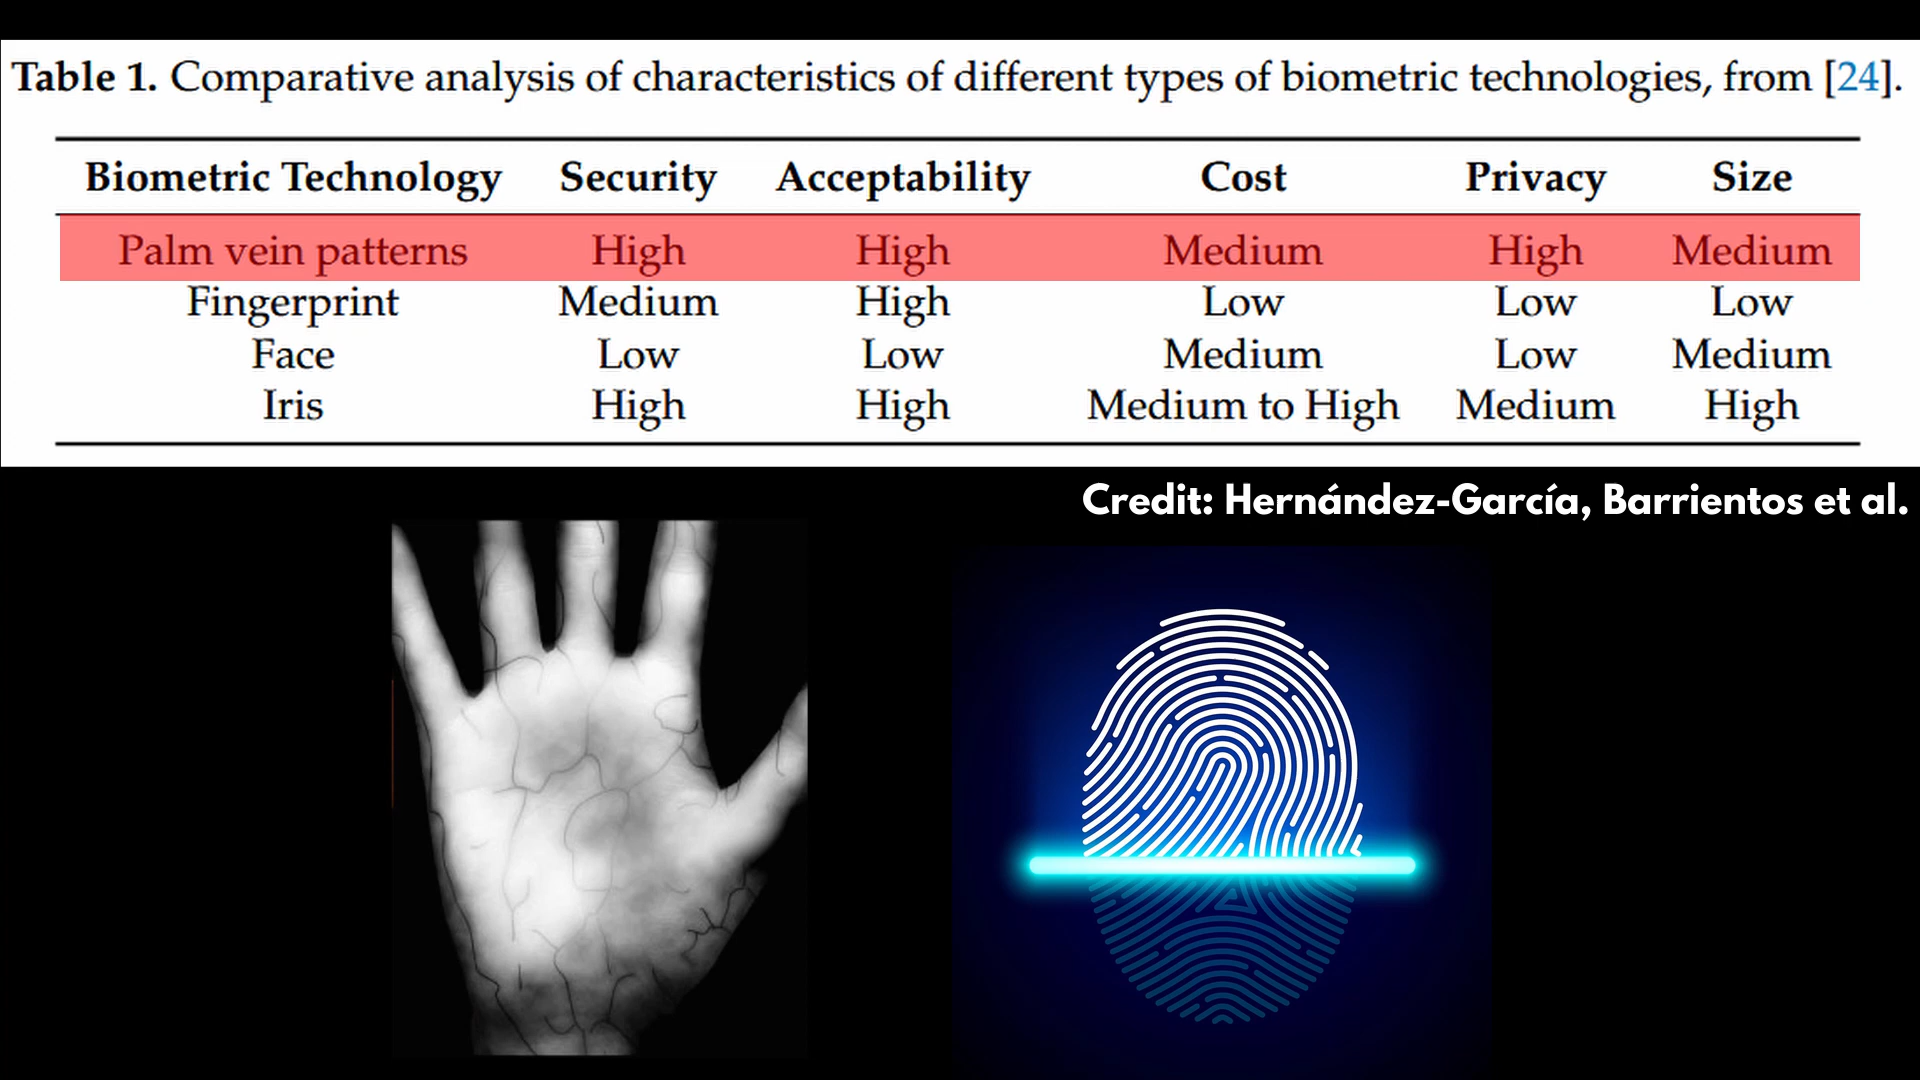 Table 1. Comparative analysis of characteristics of different types of biometric technologies, from [24].
Biometric Technology Security Acceptability Cost Privacy Size
Palm vein patterns High High Medium High Medium
Fingerprint Medium High Low Low Low
Face Low Low Medium Low Medium
Iris High High Medium to High Medium High
Credit: Hernández-García, Barrientos et al.